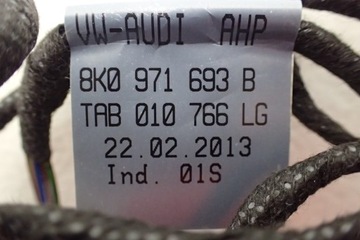 VW-AUDI AHP
8K0 971 693 B
TAB 010 766 LG
22.02.2013
Ind. 01S